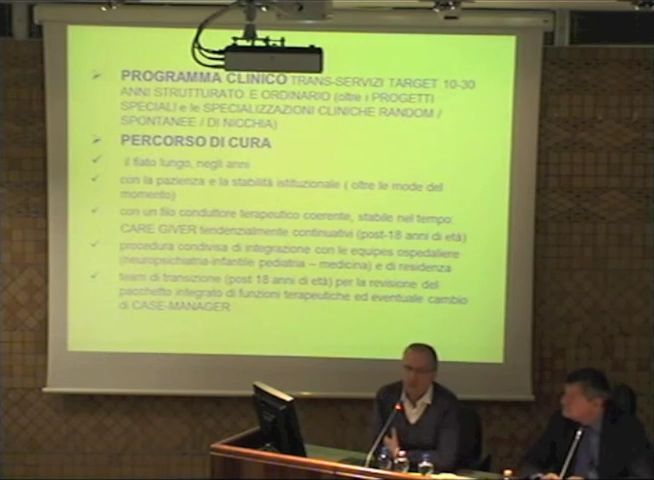 PROGRAMMA CLINICO TRANS-SERVIZI TARGET 10-30
ANNI STRUTTURATO E ORDINARIO (oltre i PROGETTI
SPECIALI e le SPECIALIZZAZIONI CLINICHE RANDOM /
SPONTANEE / DI NICCHIA)
PERCORSO DI CURA
il fiato lungo, negli anni
con la pazienza e la stabilità istituzionale ( oltre le mode del
momento)
con un filo conduttore terapeutico coerente, stabile nel tempo:
CARE GIVER tendenzialmente continuativi (post-18 anni di età)
procedura condivisa di integrazione con le equipes ospedaliere
(neuropsichiatria-infantile pediatria – medicina) e di residenza
team di transizione (post 18 anni di età) per la revisione del
pacchetto integrato di funzioni terapeutiche ed eventuale cambio
di CASE-MANAGER